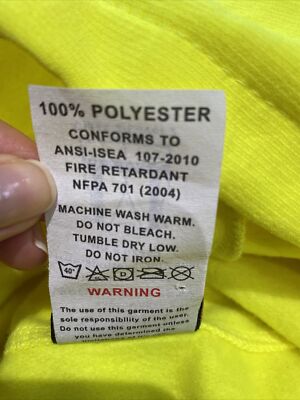 100% POLYESTER
CONFORMS TO
ANSI-ISEA 107-2010
FIRE RETARDANT
NFPA 701 (2004)
MACHINE WASH WARM.
DO NOT BLEACH.
TUMBLE DRY LOW.
DO NOT IRON.
40°
WARNING
The use of this garment is the
sole responsibility of the user.
Do not use this garment unless
you have determined the